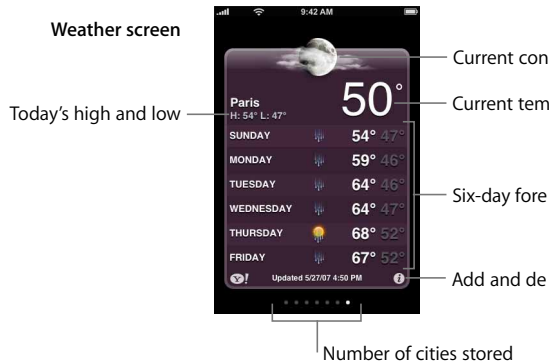 9:42 AM
Weather screen
Current con
Paris
50°
Current tem
Today's high and low
H: 54° L: 47°
SUNDAY 54° 47°
MONDAY 59° 46°
TUESDAY 64° 46°
Six-day fore
WEDNESDAY 64° 47°
THURSDAY 68° 52°
FRIDAY 67° 52°
Y! Updated 5/27/07 4:50 PM i
Add and de
Number of cities stored